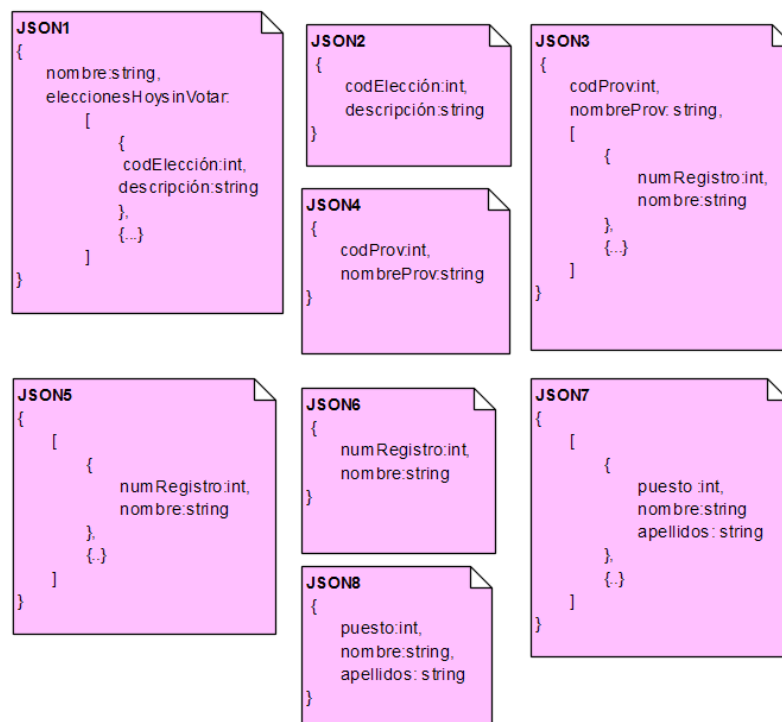 JSON1
{
nombre:string,
eleccionesHoysinVotar:
[
{
codElección:int,
descripción:string
},
{...}
]
}
JSON2
{
codElección:int,
descripción:string
}
JSON3
{
codProv:int,
nombreProv: string,
[
{
numRegistro:int,
nombre:string
},
{...}
]
}
JSON4
{
codProv:int,
nombreProv:string
}
JSON5
{
[
{
numRegistro:int,
nombre:string
},
{..}
]
}
JSON6
{
numRegistro:int,
nombre:string
}
JSON7
{
[
{
puesto :int,
nombre:string
apellidos: string
},
{..}
]
}
JSON8
{
puesto:int,
nombre:string,
apellidos: string
}